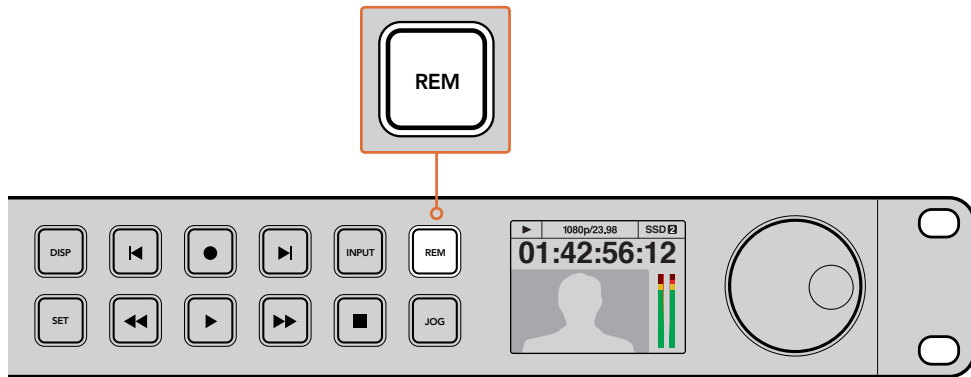 REM
DISP
INPUT
REM
1080p/23.98
SSD 2
01:42:56:12
SET
JOG